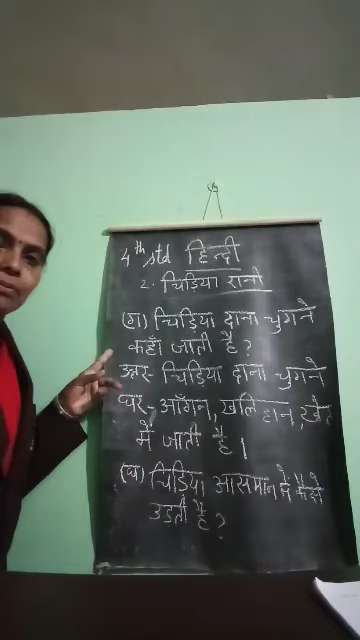 4th std हिन्दी
2. चिड़िया रानी
(ग) चिड़िया दाना चुगने
कहाँ जाती है?
उत्तर- चिड़िया दाना चुगने
घर-आँगन, खलिहान, खेत
में जाती है।
(घ) चिड़िया आसमान में कैसे
उड़ती है?